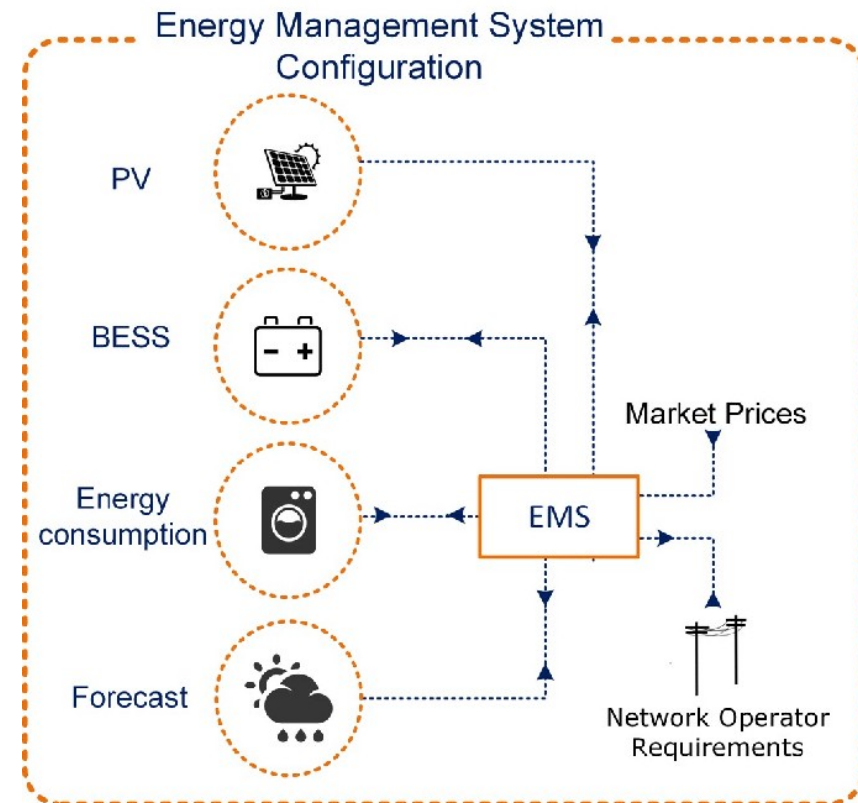 Energy Management System
Configuration
PV
BESS
Energy
consumption
Forecast
EMS
Market Prices
Network Operator
Requirements